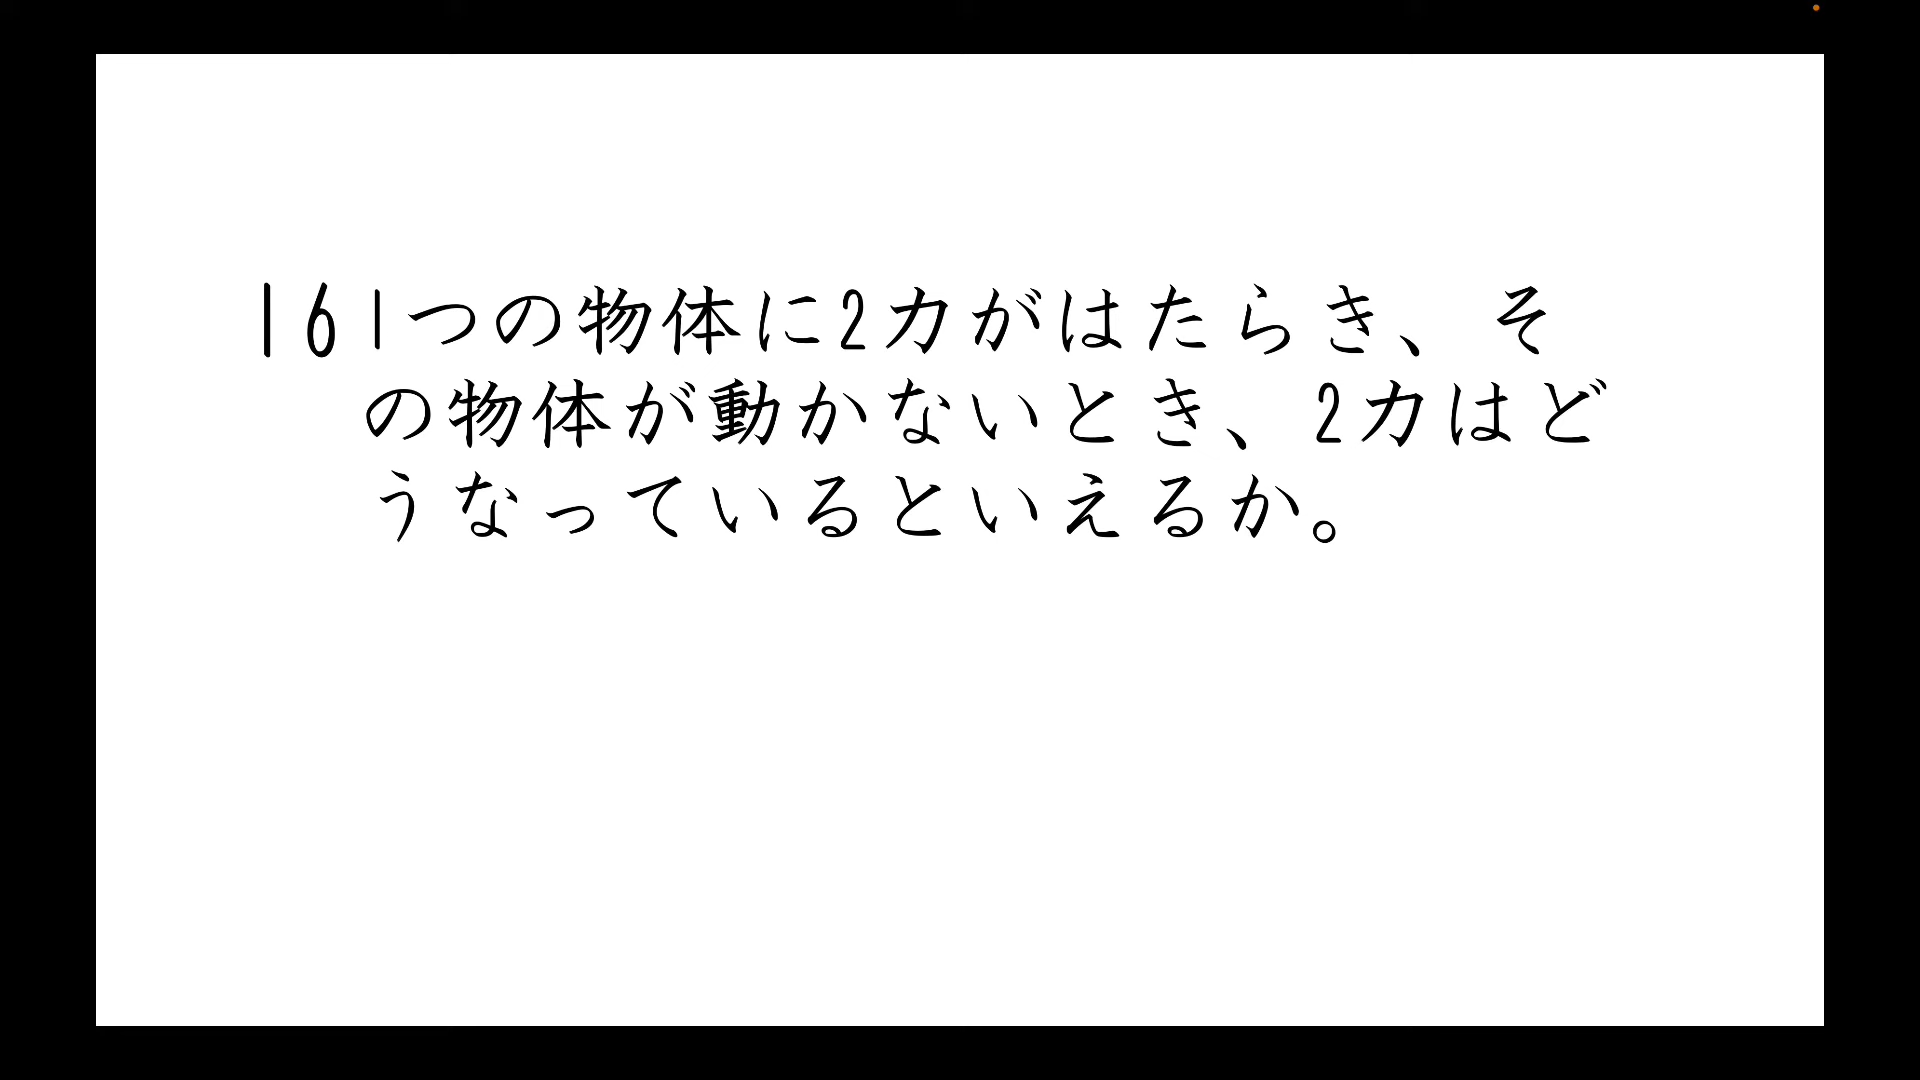 16 1つの物体に2力がはたらき、そ
の物体が動かないとき、2力はど
うなっているといえるか。